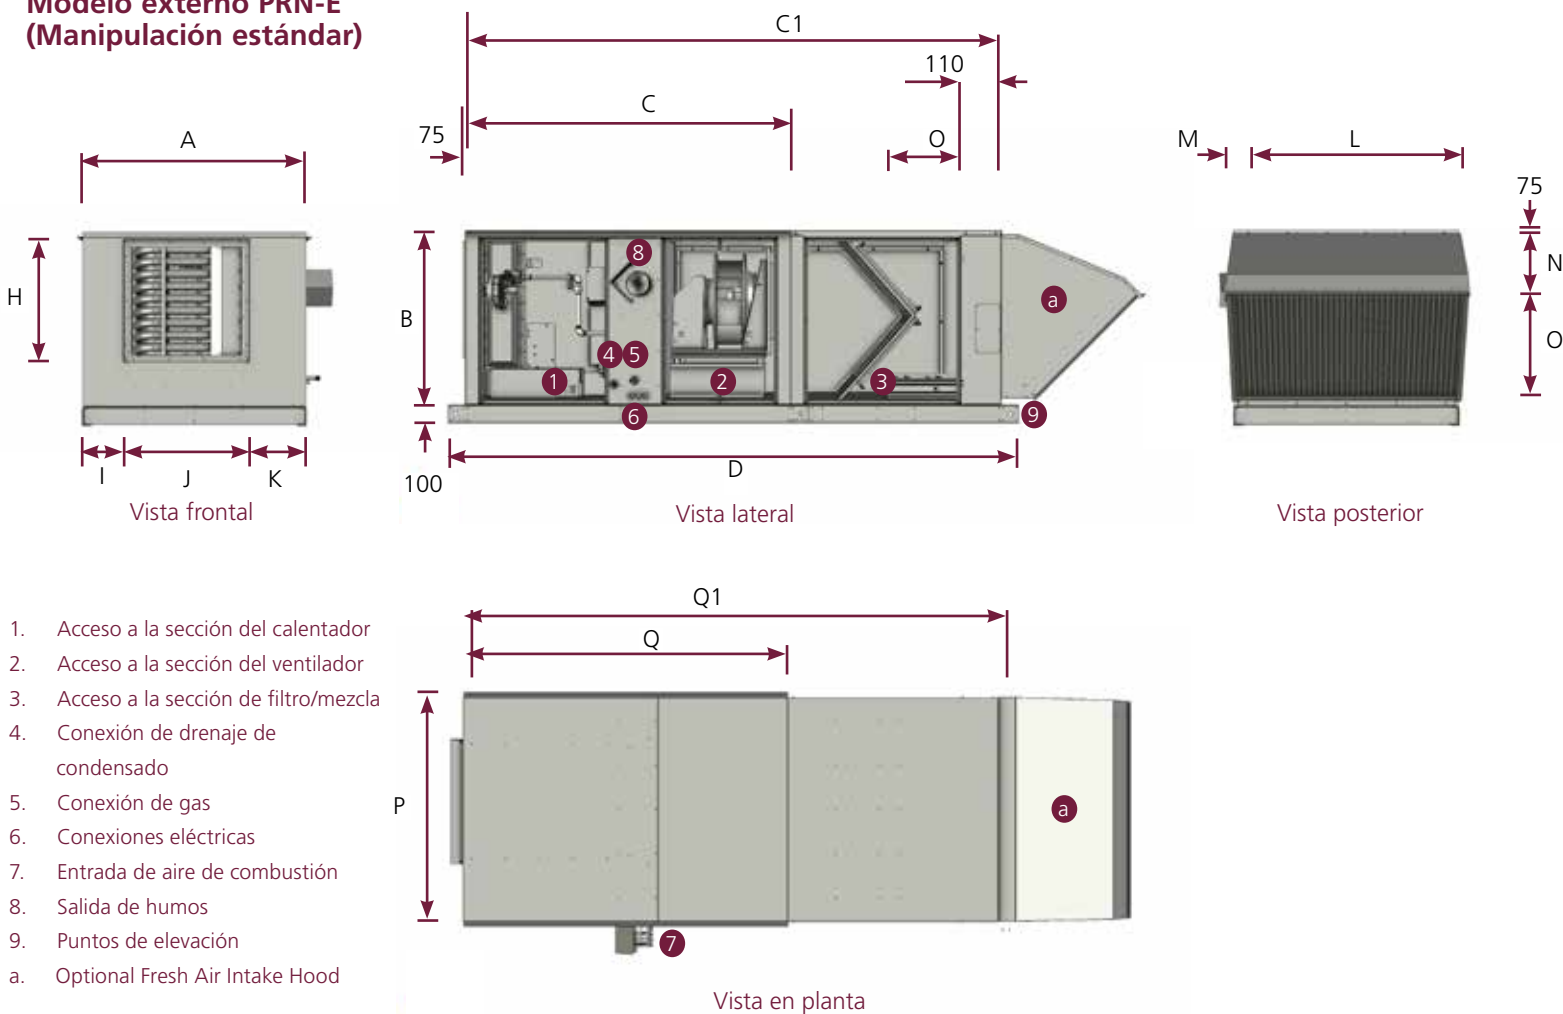 Modelo externo PRN-E
(Manipulación estándar)
C1
110
C
75
O
A
M
L
75
H
B
N
O
8
a
4
5
1
2
3
6
9
I
J
K
D
100
Vista frontal
Vista lateral
Vista posterior
Q1
Q
P
a
7
Vista en planta
1. Acceso a la sección del calentador
2. Acceso a la sección del ventilador
3. Acceso a la sección de filtro/mezcla
4. Conexión de drenaje de
condensado
5. Conexión de gas
6. Conexiones eléctricas
7. Entrada de aire de combustión
8. Salida de humos
9. Puntos de elevación
a. Optional Fresh Air Intake Hood